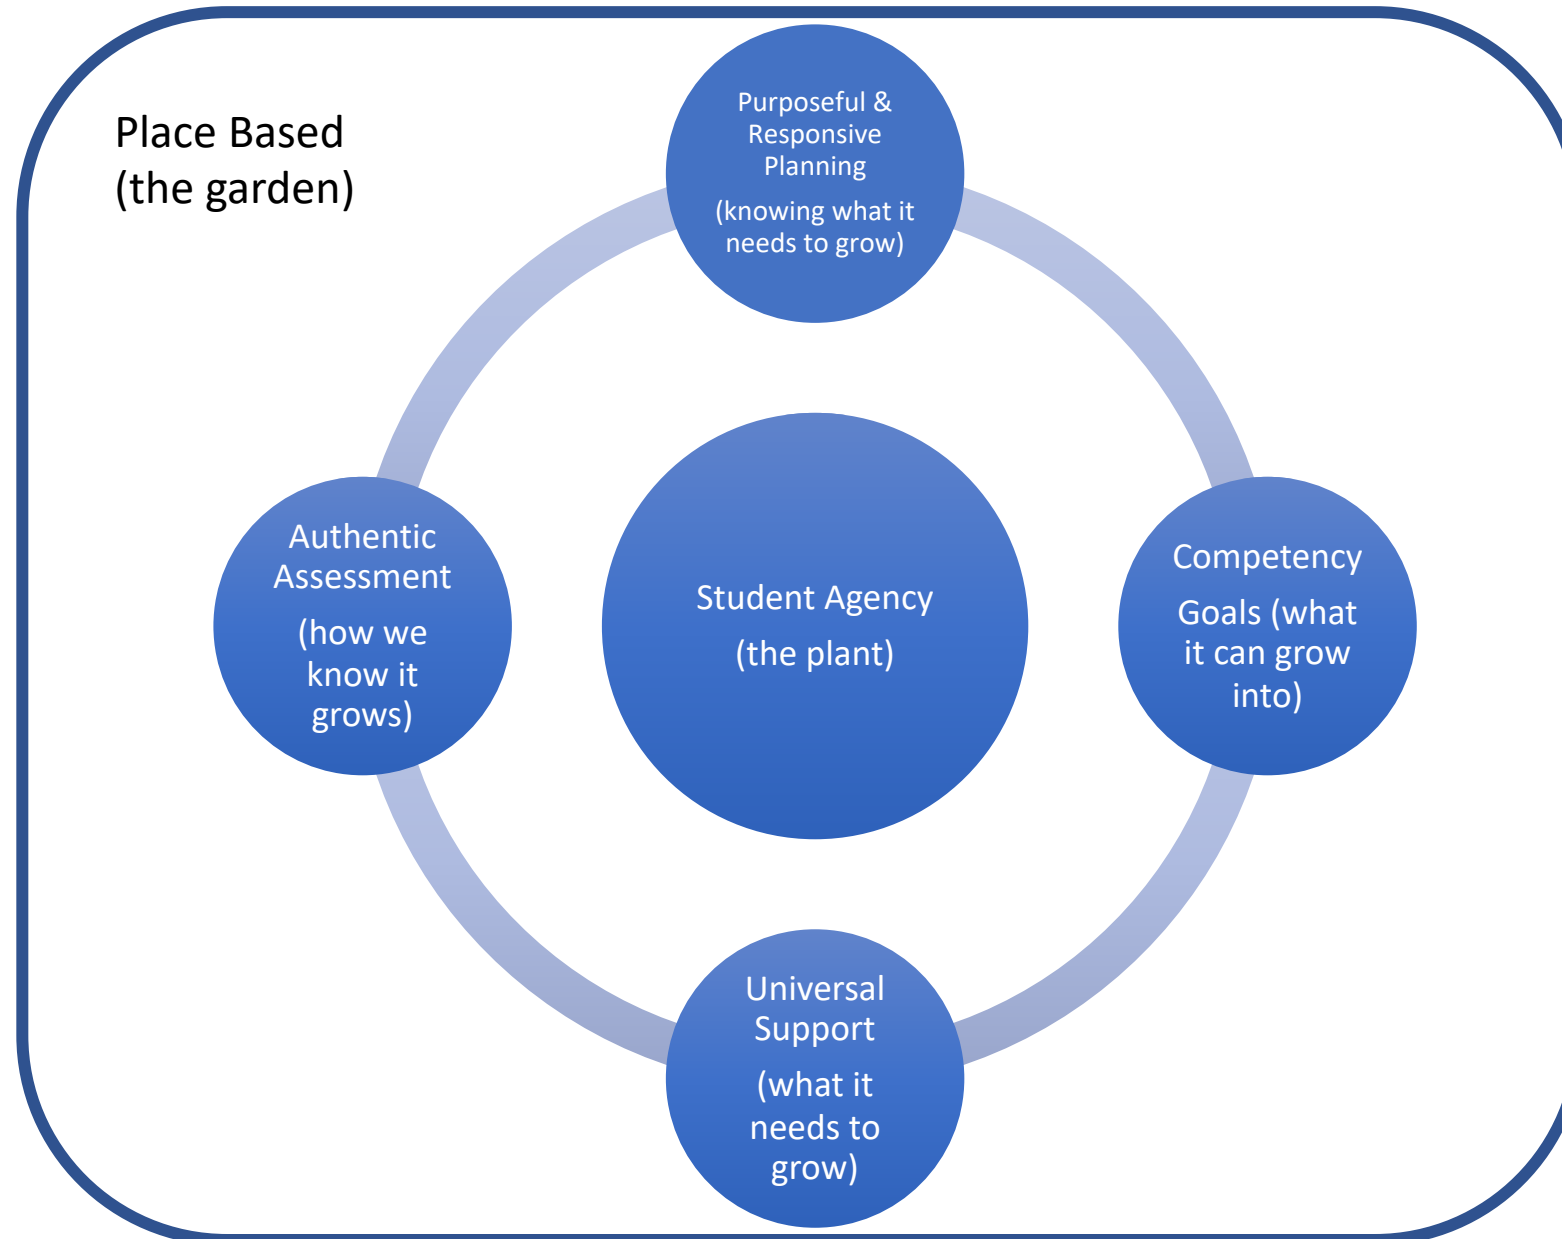 Place Based
(the garden)
Purposeful &
Responsive
Planning
(knowing what it
needs to grow)
Authentic
Assessment
(how we
know it
grows)
Student Agency
(the plant)
Competency
Goals (what
it can grow
into)
Universal
Support
(what it
needs to
grow)